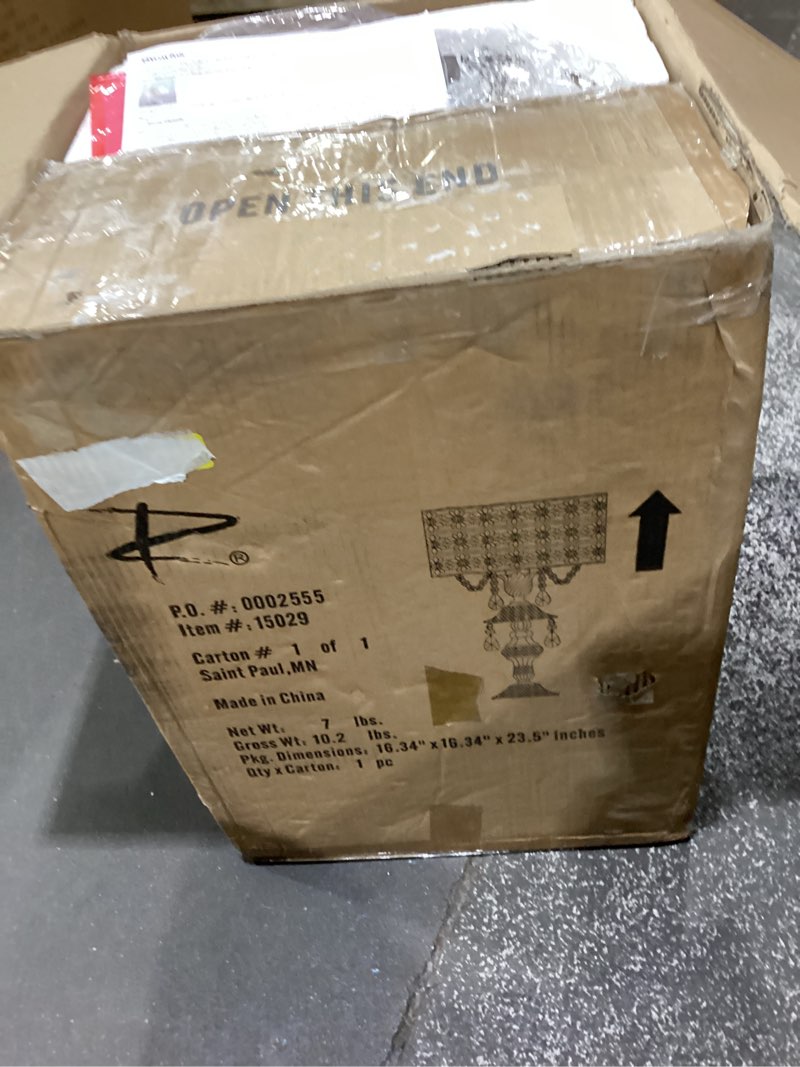 OPEN THIS END
R®
P.O. #: 0002555
Item #: 15029
Carton # 1 of 1
Saint Paul, MN
Made in China
Net Wt: 7 lbs.
Gross Wt: 10.2 lbs.
Pkg. Dimensions: 16.34" x 16.34" x 23.5" Inches
Qty x Carton: 1 pc